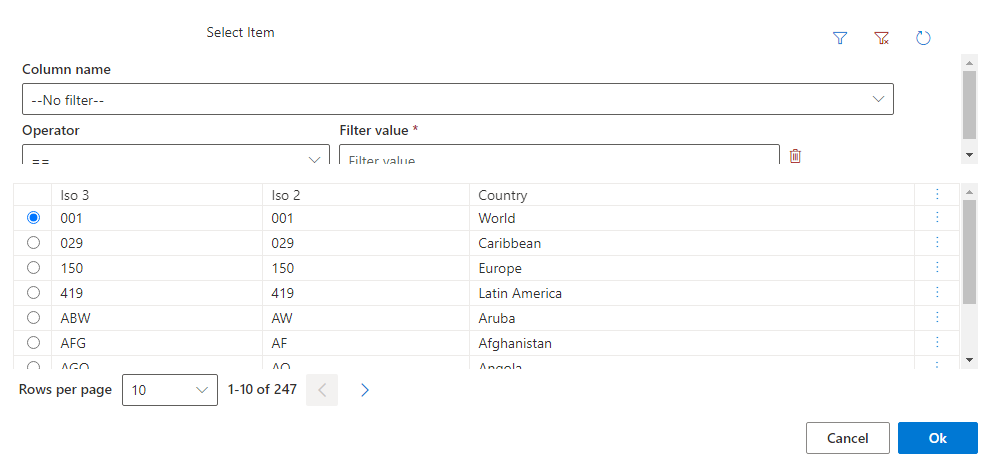 Select Item
Column name
--No filter--
Operator Filter value *
== Filter value
Iso 3 Iso 2 Country
001 001 World
029 029 Caribbean
150 150 Europe
419 419 Latin America
ABW AW Aruba
AFG AF Afghanistan
AGO AO Angola
Rows per page 10 1-10 of 247
Cancel Ok